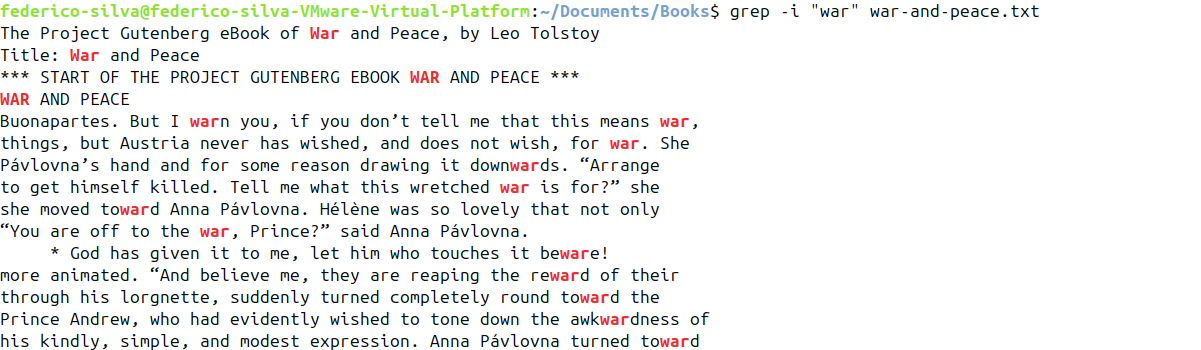 federico-silva@federico-silva-VMware-Virtual-Platform:~/Documents/Books$ grep -i "war" war-and-peace.txt
The Project Gutenberg eBook of War and Peace, by Leo Tolstoy
Title: War and Peace
*** START OF THE PROJECT GUTENBERG EBOOK WAR AND PEACE ***
WAR AND PEACE
Buonapartes. But I warn you, if you don’t tell me that this means war,
things, but Austria never has wished, and does not wish, for war. She
Pávlovna’s hand and for some reason drawing it downwards. “Arrange
to get himself killed. Tell me what this wretched war is for?” she
she moved toward Anna Pávlovna. Hélène was so lovely that not only
“You are off to the war, Prince?” said Anna Pávlovna.
     * God has given it to me, let him who touches it beware!
more animated. “And believe me, they are reaping the reward of their
through his lorgnette, suddenly turned completely round toward the
Prince Andrew, who had evidently wished to tone down the awkwardness of
his kindly, simple, and modest expression. Anna Pávlovna turned toward